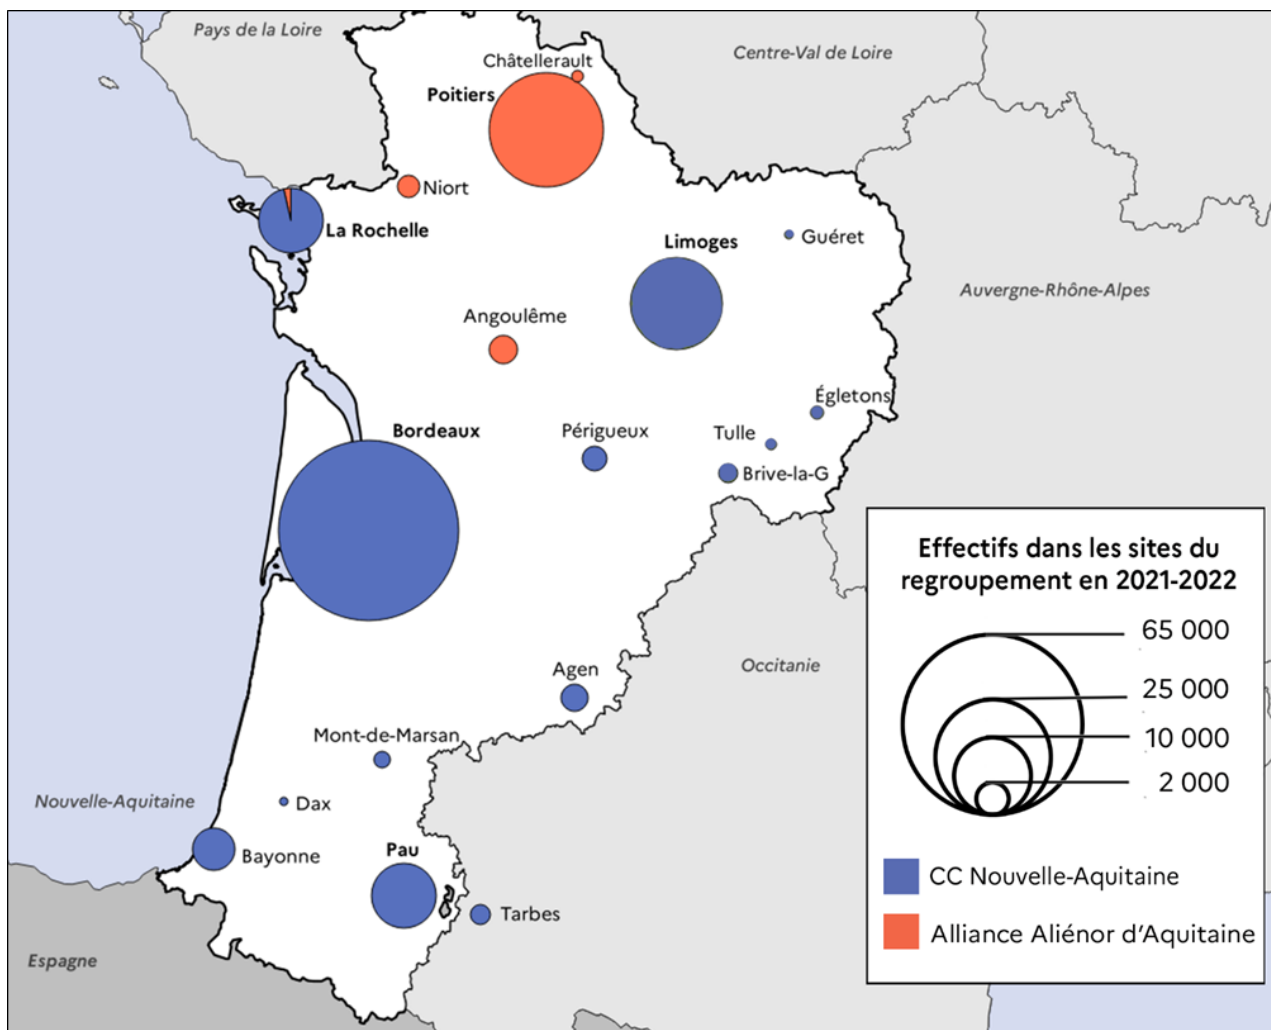 Pays de la Loire
Centre-Val de Loire
Châtellerault
Poitiers
Niort
La Rochelle
Limoges
Guéret
Auvergne-Rhône-Alpes
Angoulême
Égletons
Bordeaux
Périgueux
Tulle
Brive-la-G
Effectifs dans les sites du
regroupement en 2021-2022
65 000
25 000
10 000
2 000
Agen
Occitanie
Mont-de-Marsan
Nouvelle-Aquitaine
Dax
Bayonne
Pau
Tarbes
CC Nouvelle-Aquitaine
Alliance Aliénor d'Aquitaine
Espagne